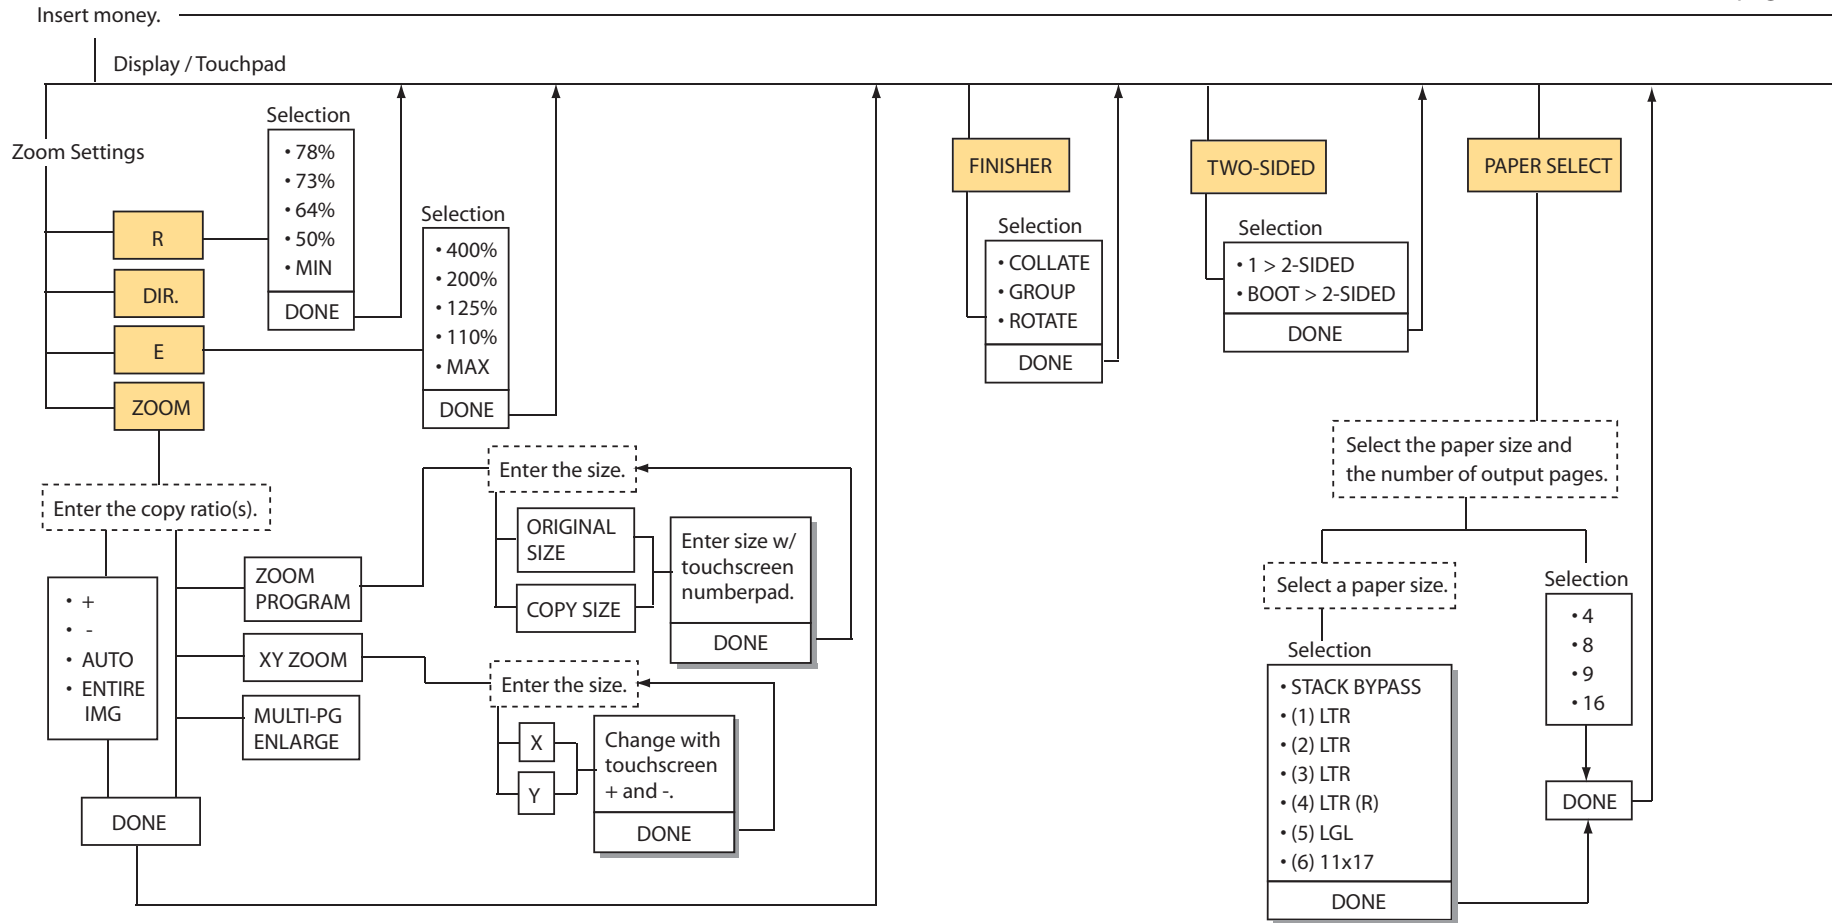 Insert money.
Display / Touchpad
Zoom Settings
R
DIR.
E
ZOOM
Selection
• 78%
• 73%
• 64%
• 50%
• MIN
DONE
Selection
• 400%
• 200%
• 125%
• 110%
• MAX
DONE
Enter the copy ratio(s).
• +
• -
• AUTO
• ENTIRE
IMG
DONE
ZOOM
PROGRAM
XY ZOOM
MULTI-PG
ENLARGE
Enter the size.
ORIGINAL
SIZE
COPY SIZE
Enter size w/
touchscreen
numberpad.
DONE
Enter the size.
X
Y
Change with
touchscreen
+ and -.
DONE
FINISHER
Selection
• COLLATE
• GROUP
• ROTATE
DONE
TWO-SIDED
Selection
• 1 > 2-SIDED
• BOOT > 2-SIDED
DONE
PAPER SELECT
Select the paper size and
the number of output pages.
Select a paper size.
Selection
• STACK BYPASS
• (1) LTR
• (2) LTR
• (3) LTR
• (4) LTR (R)
• (5) LGL
• (6) 11x17
DONE
Selection
• 4
• 8
• 9
• 16
DONE